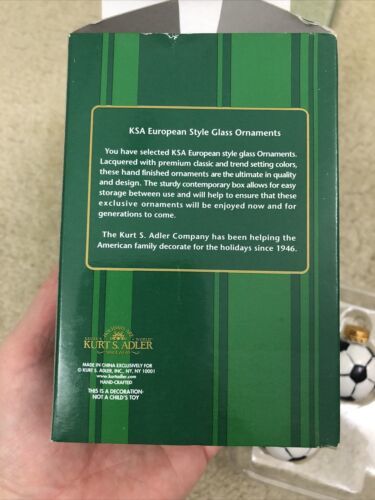 KSA European Style Glass Ornaments
You have selected KSA European style glass Ornaments.
Lacquered with premium classic and trend setting colors,
these hand finished ornaments are the ultimate in quality
and design. The sturdy contemporary box allows for easy
storage between use and will help to ensure that these
exclusive ornaments will be enjoyed now and for
generations to come.
The Kurt S. Adler Company has been helping the
American family decorate for the holidays since 1946.
KURT S. ADLER
MADE IN CHINA EXCLUSIVELY FOR
© KURT S. ADLER, INC., NY, NY, 10001
www.kurtadler.com
HAND-CRAFTED
THIS IS A DECORATION-
NOT A CHILD'S TOY